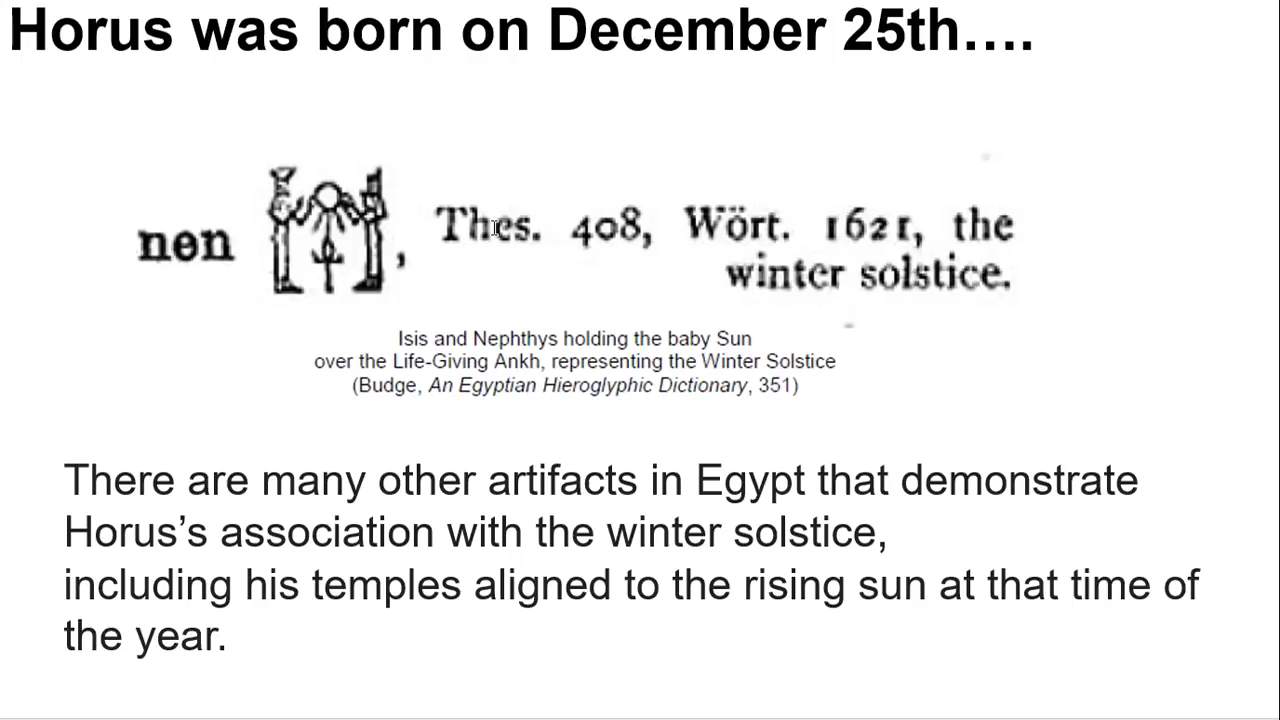 Horus was born on December 25th….
nen , Thes. 408, Wört. 1621, the
winter solstice.
Isis and Nephthys holding the baby Sun
over the Life-Giving Ankh, representing the Winter Solstice
(Budge, An Egyptian Hieroglyphic Dictionary, 351)
There are many other artifacts in Egypt that demonstrate
Horus’s association with the winter solstice,
including his temples aligned to the rising sun at that time of
the year.